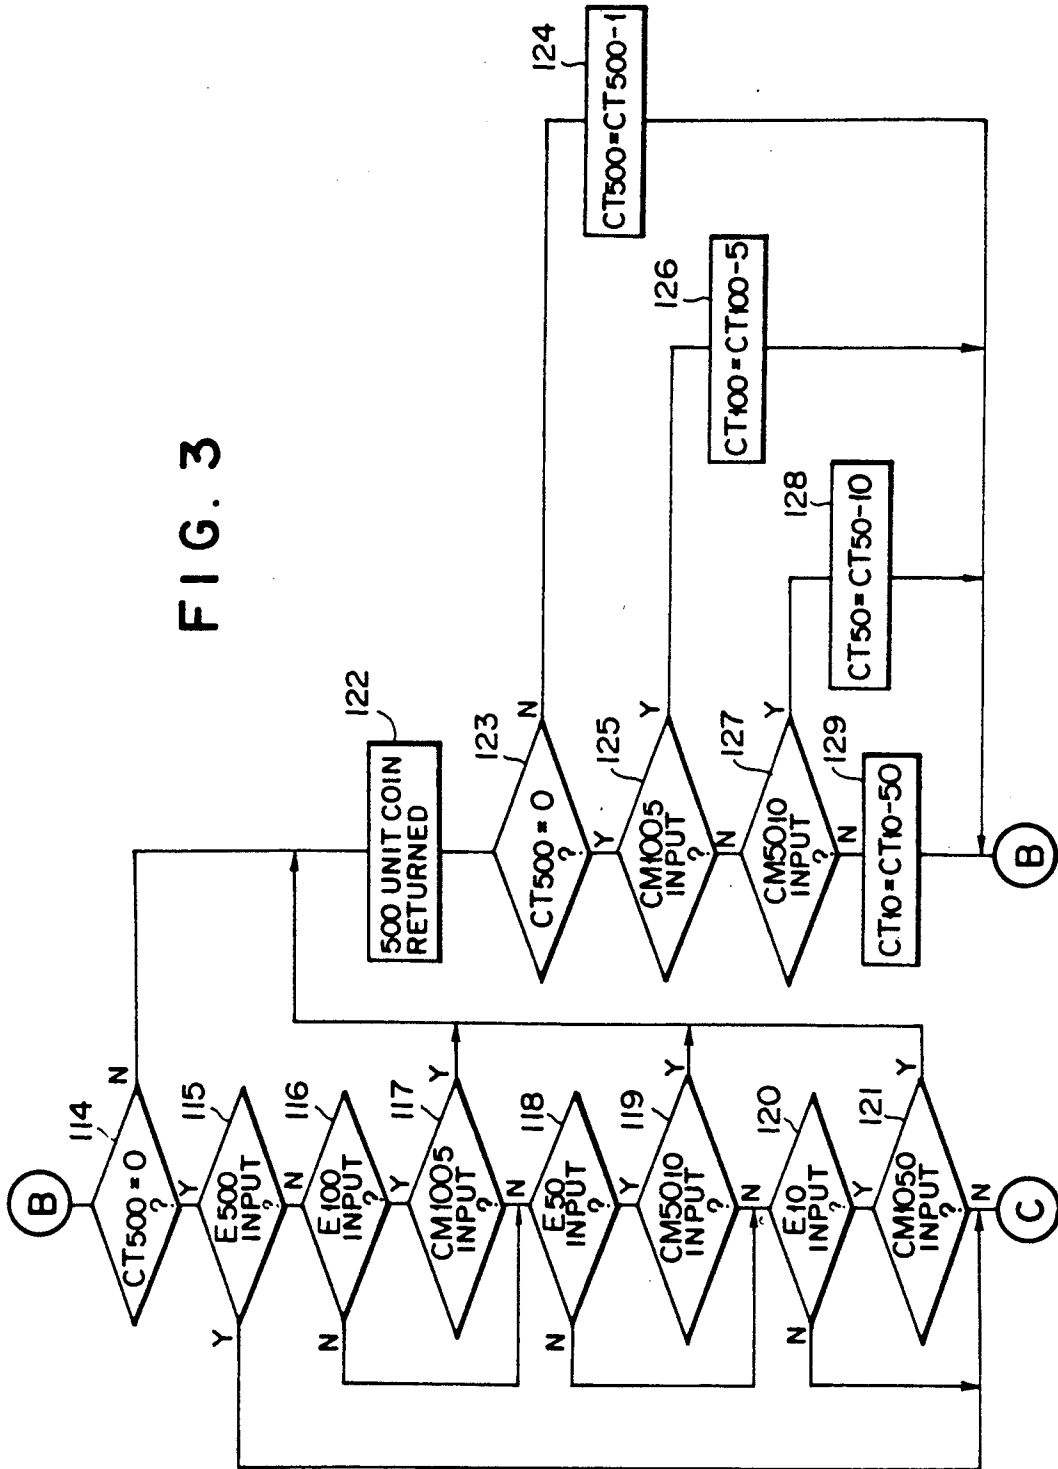 FIG. 3
B
114
CT500=0
?
N
Y
115
E500
INPUT
?
Y
N
116
E100
INPUT
?
N
Y
117
CM1005
INPUT
?
Y
N
118
E50
INPUT
?
N
Y
119
CM5010
INPUT
?
Y
N
120
E10
INPUT
?
N
Y
121
CM1050
INPUT
?
Y
N
C
122
500 UNIT COIN
RETURNED
123
CT500=0
?
N
Y
124
CT500=CT500-1
125
CM1005
INPUT
?
Y
N
126
CT100=CT100-5
127
CM5010
INPUT
?
Y
N
128
CT50=CT50-10
129
CT10=CT10-50
B